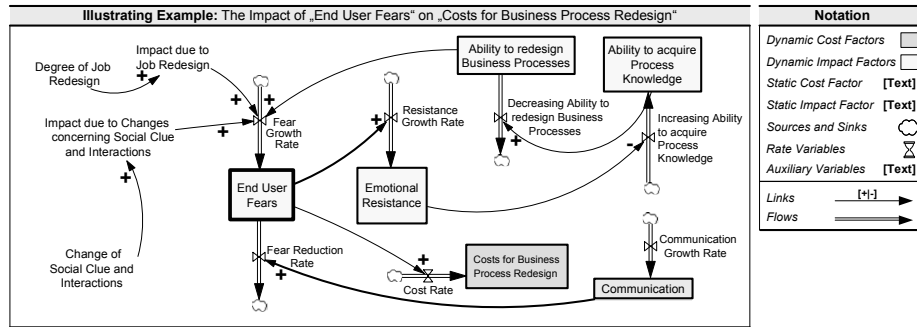 Illustrating Example: The Impact of „End User Fears“ on „Costs for Business Process Redesign“
Degree of Job
Redesign
+
Impact due to
Job Redesign
+
+
Fear
Growth
Rate
Impact due to Changes
concerning Social Clue
and Interactions
+
+
Change of
Social Clue and
Interactions
End User
Fears
Fear Reduction
Rate
+
+
Resistance
Growth Rate
Emotional
Resistance
Ability to redesign
Business Processes
+
Decreasing Ability to
redesign Business
Processes
Ability to acquire
Process
Knowledge
-
Increasing Ability
to acquire
Process
Knowledge
+
Cost Rate
Costs for Business
Process Redesign
Communication
Growth Rate
Communication
Notation
Dynamic Cost Factors
Dynamic Impact Factors
Static Cost Factor [Text]
Static Impact Factor [Text]
Sources and Sinks
Rate Variables
Auxiliary Variables [Text]
Links [+|-]
Flows